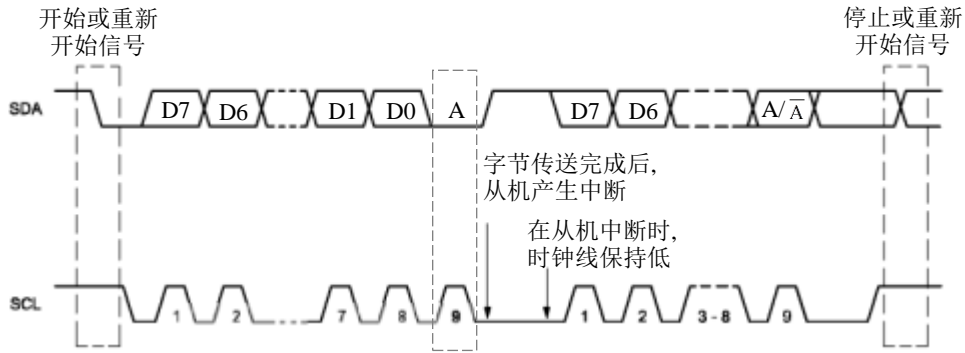 开始或重新
开始信号
停止或重新
开始信号
SDA
D7 D6 D1 D0 A D7 D6 A/A̅
字节传送完成后,
从机产生中断
在从机中断时,
时钟线保持低
SCL
1 2 7 8 9 1 2 3-8 9